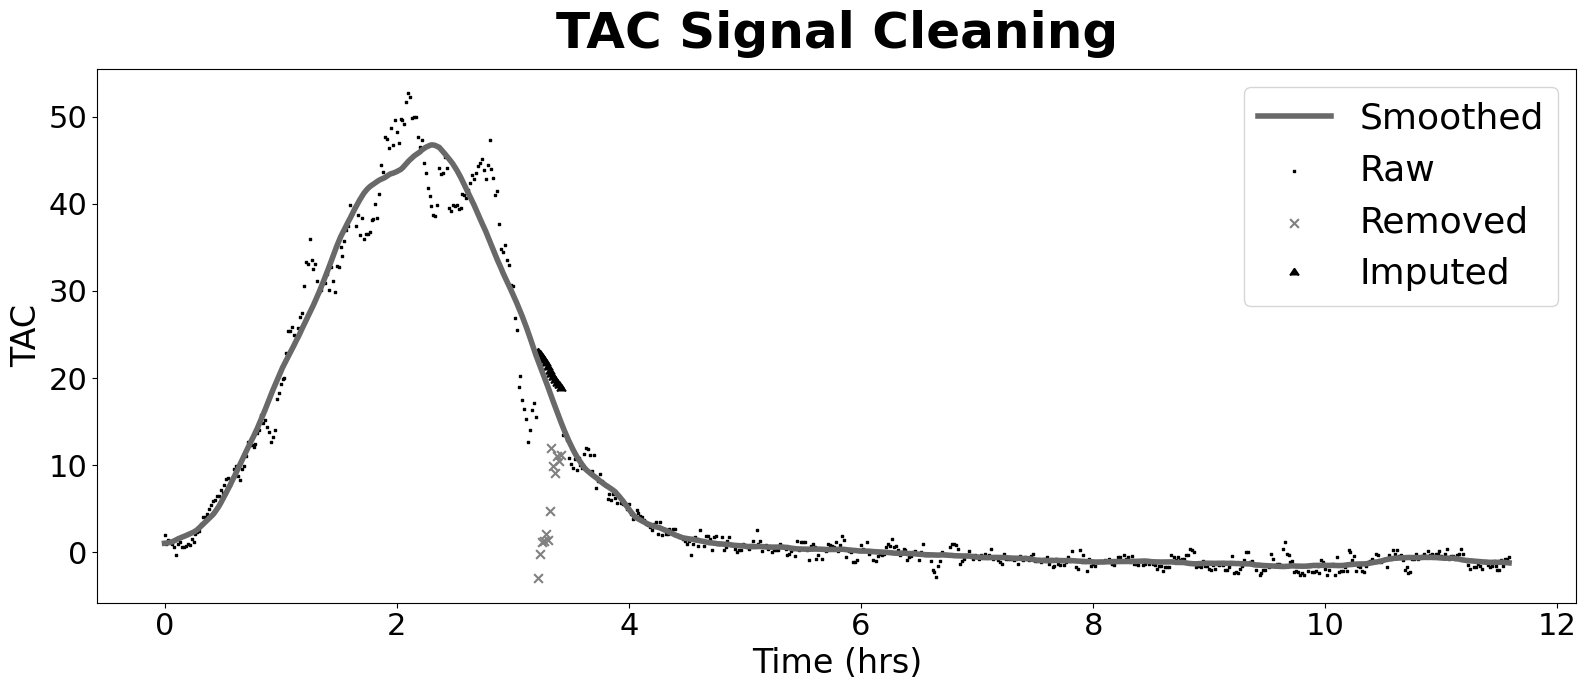 TAC Signal Cleaning
50
40
30
20
10
0
TAC
Smoothed
Raw
Removed
Imputed
0 2 4 6 8 10 12
Time (hrs)